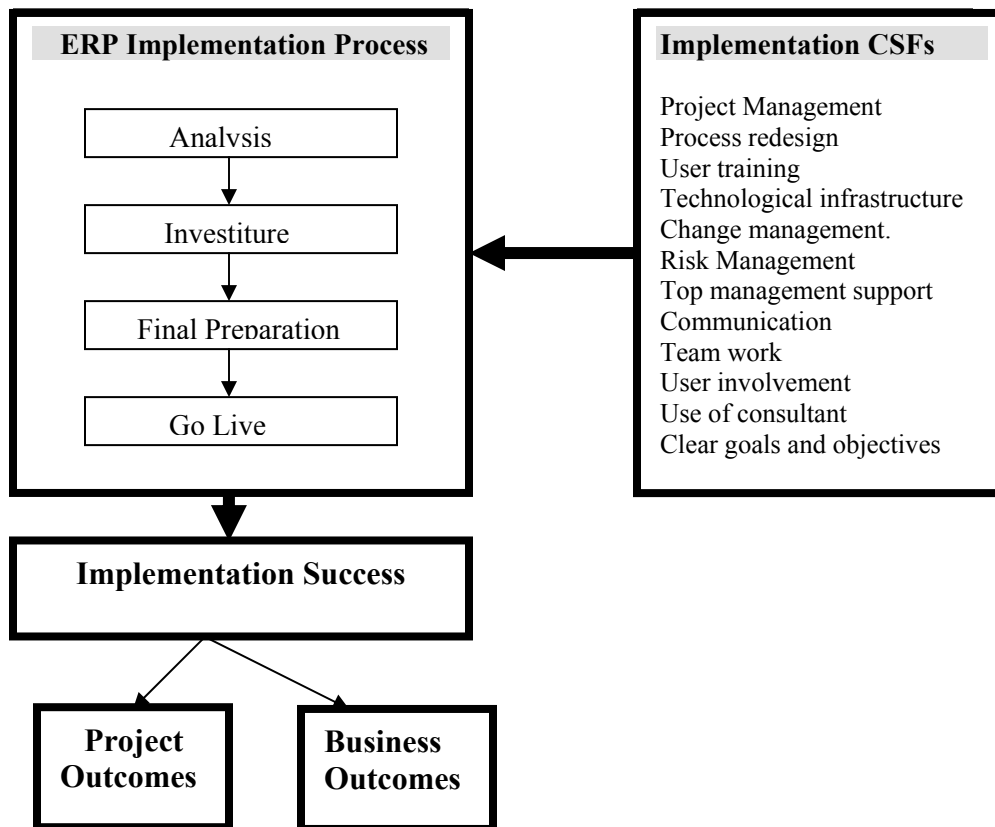 ERP Implementation Process
Analysis
Investiture
Final Preparation
Go Live
Implementation CSFs
Project Management
Process redesign
User training
Technological infrastructure
Change management.
Risk Management
Top management support
Communication
Team work
User involvement
Use of consultant
Clear goals and objectives
Implementation Success
Project
Outcomes
Business
Outcomes